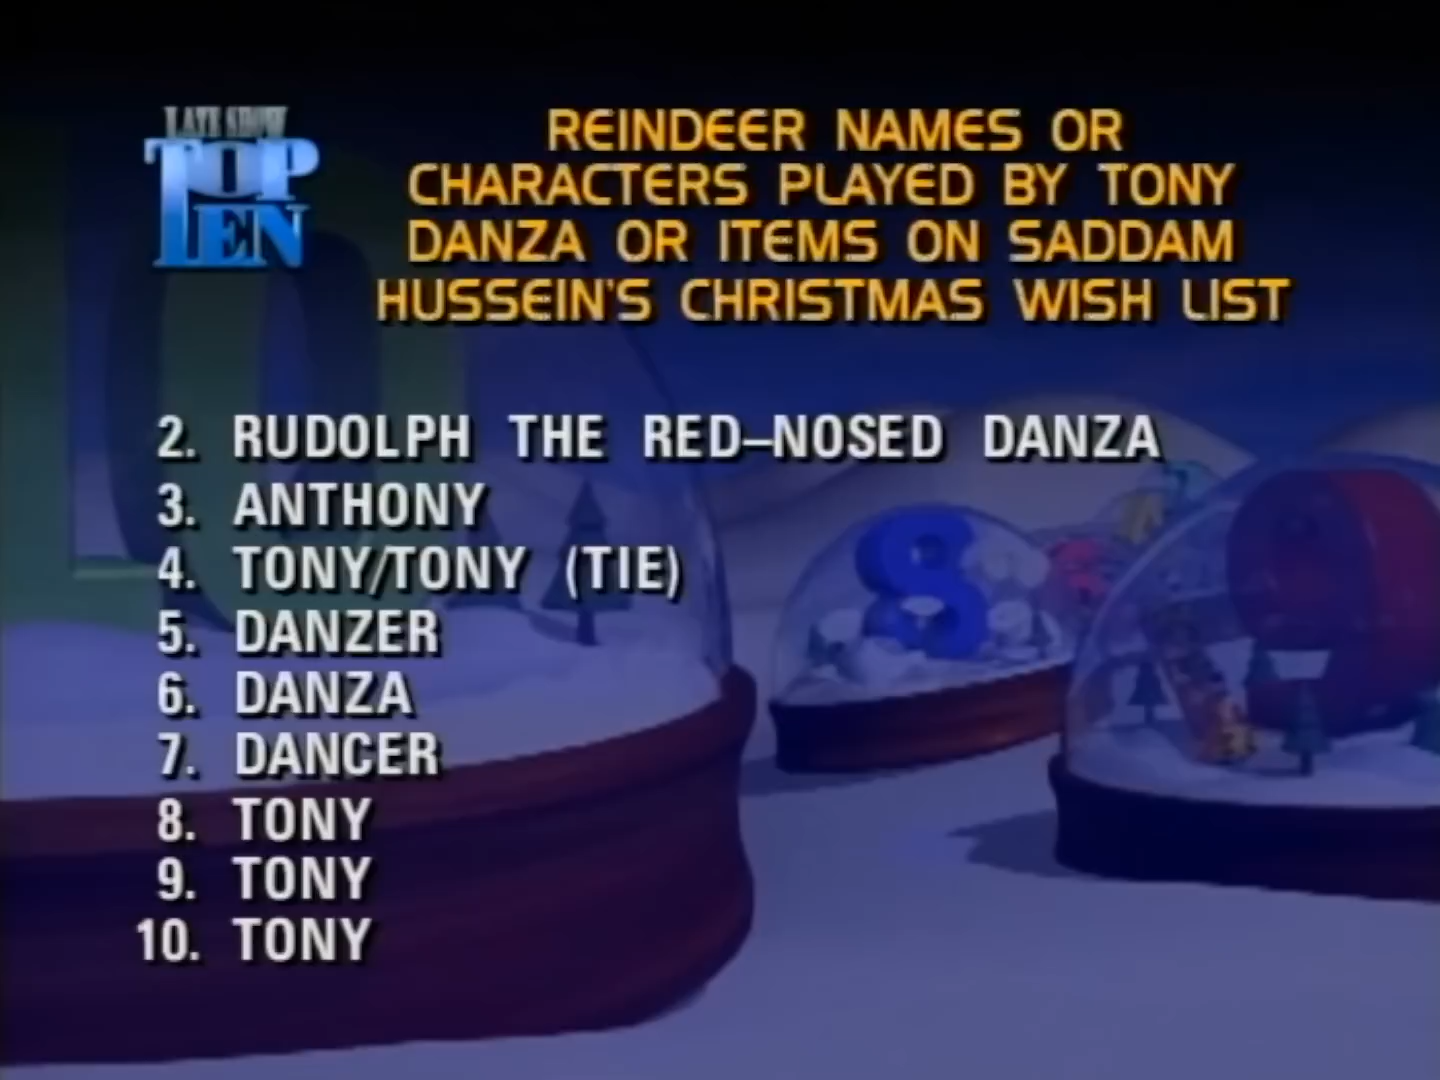 LATE SHOW
TOP
TEN
REINDEER NAMES OR
CHARACTERS PLAYED BY TONY
DANZA OR ITEMS ON SADDAM
HUSSEIN'S CHRISTMAS WISH LIST
2. RUDOLPH THE RED–NOSED DANZA
3. ANTHONY
4. TONY/TONY (TIE)
5. DANZER
6. DANZA
7. DANCER
8. TONY
9. TONY
10. TONY
8